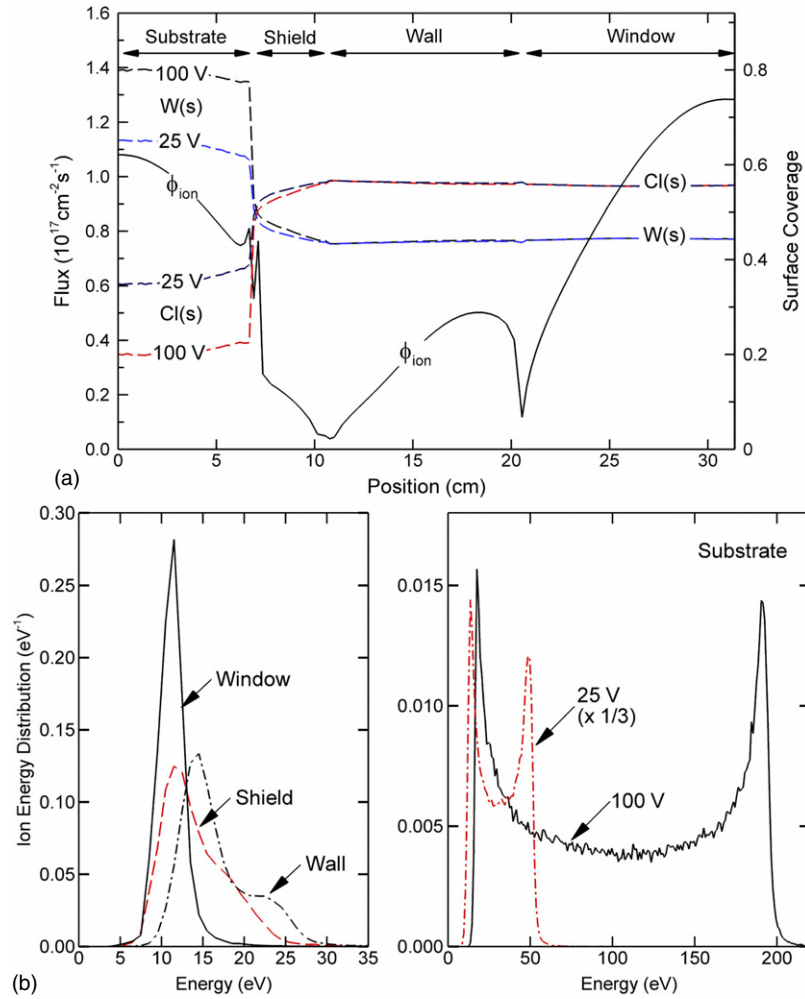 Substrate Shield Wall Window
1.6
1.4
1.2
1.0
0.8
0.6
0.4
0.2
0.0
Flux (10¹⁷cm⁻²s⁻¹)
100 V
W(s)
25 V
ϕion
25 V
Cl(s)
100 V
ϕion
Cl(s)
W(s)
0.8
0.6
0.4
0.2
0
Surface Coverage
0 5 10 15 20 25 30
Position (cm)
(a)
0.30
0.25
0.20
0.15
0.10
0.05
0.00
Ion Energy Distribution (eV⁻¹)
Window
Shield
Wall
0 5 10 15 20 25 30 35
Energy (eV)
(b)
Substrate
0.015
0.010
0.005
0.000
25 V
(x 1/3)
100 V
0 50 100 150 200
Energy (eV)